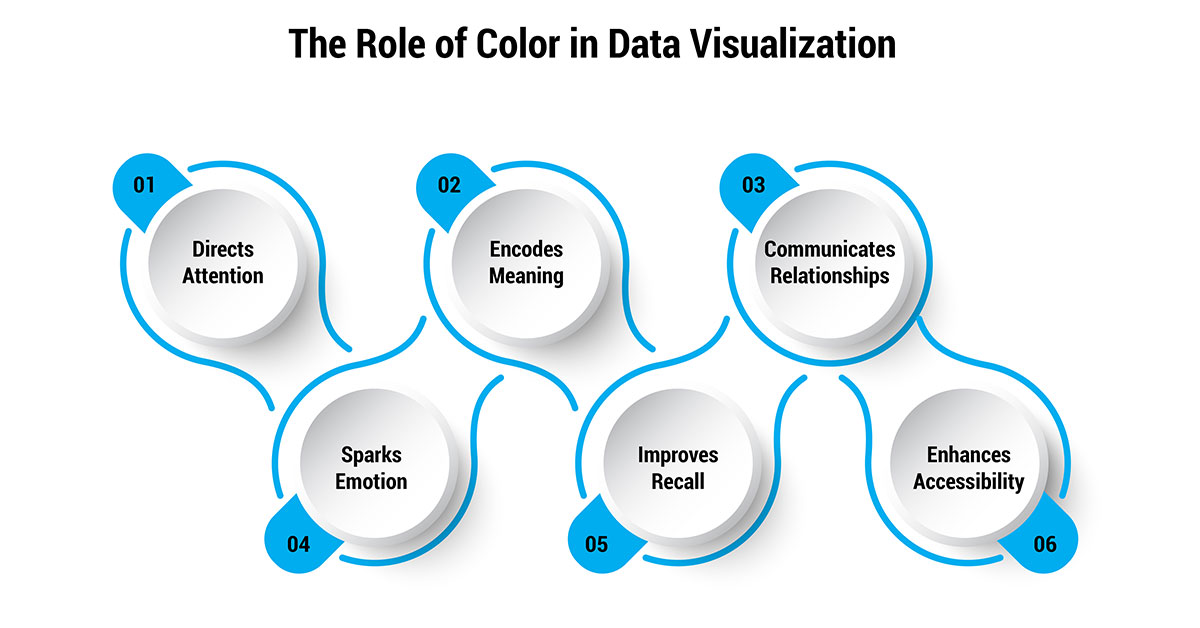 The Role of Color in Data Visualization
01
Directs
Attention
02
Encodes
Meaning
03
Communicates
Relationships
04
Sparks
Emotion
05
Improves
Recall
06
Enhances
Accessibility